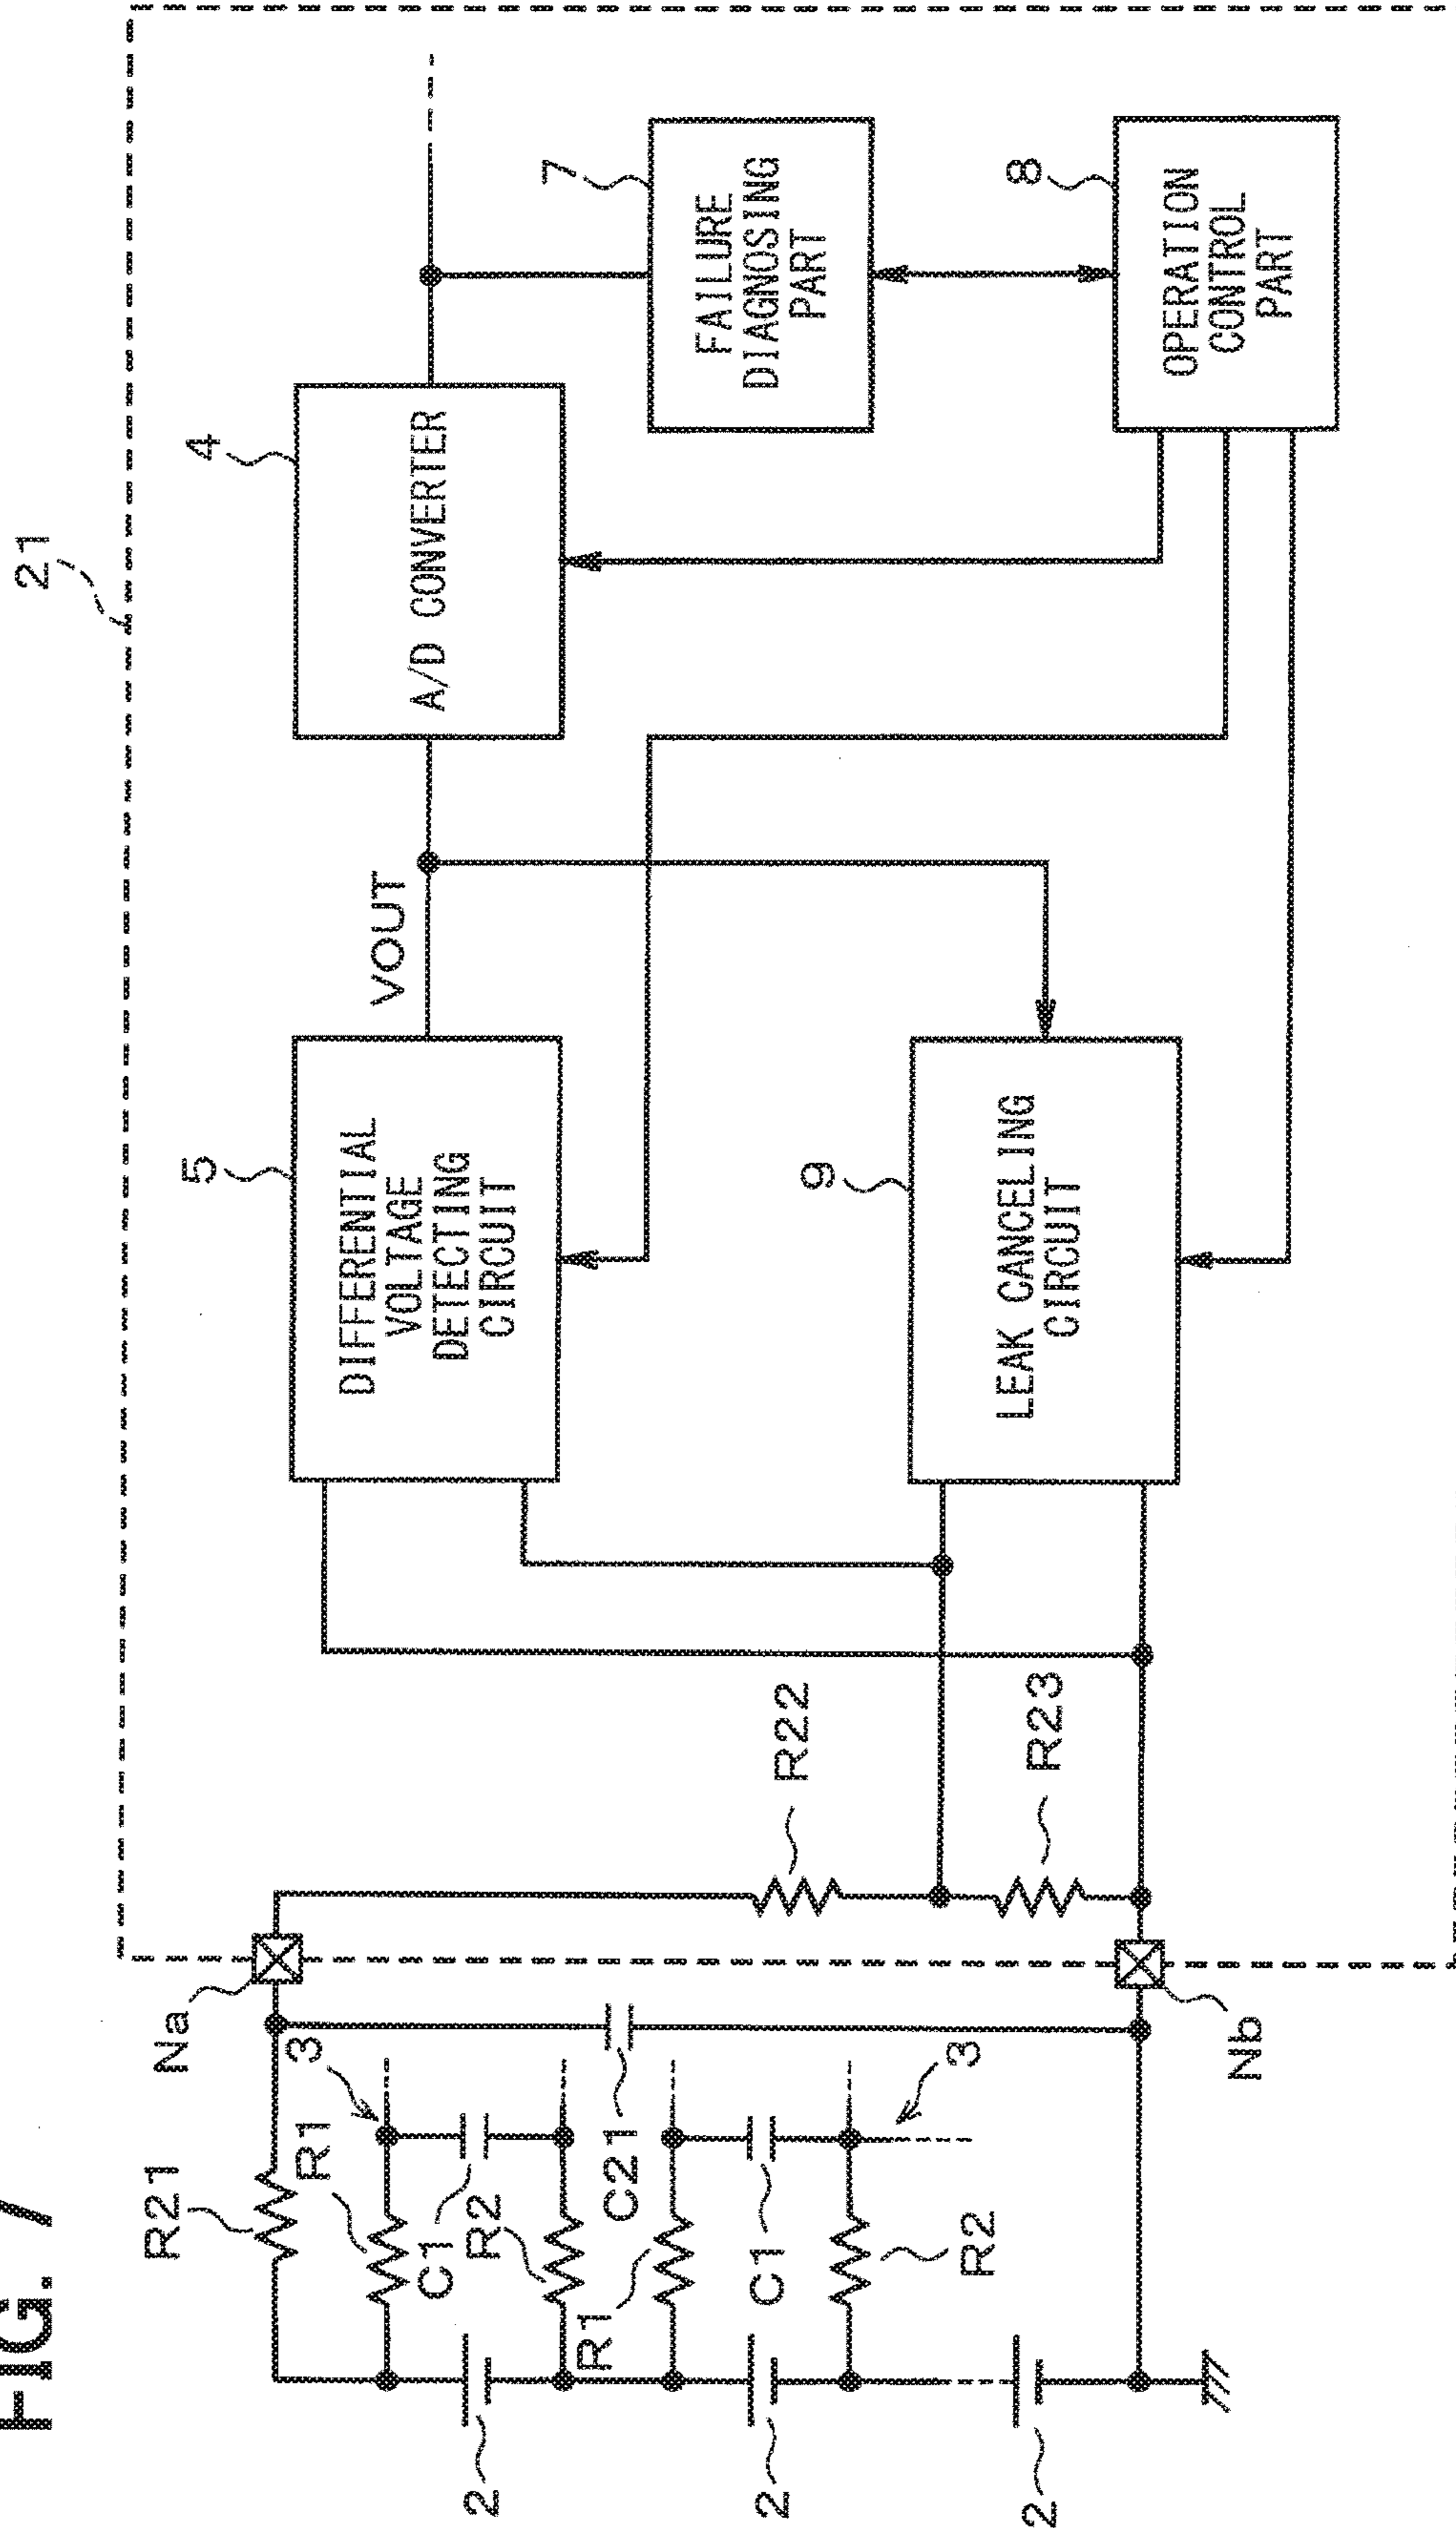 FIG. 7
21
Na
R21
R1
3
C1
R2
C21
R1
C1
R2
3
Nb
2
2
2
R22
R23
5
DIFFERENTIAL
VOLTAGE
DETECTING
CIRCUIT
VOUT
4
A/D CONVERTER
9
LEAK CANCELING
CIRCUIT
7
FAILURE
DIAGNOSING
PART
8
OPERATION
CONTROL
PART